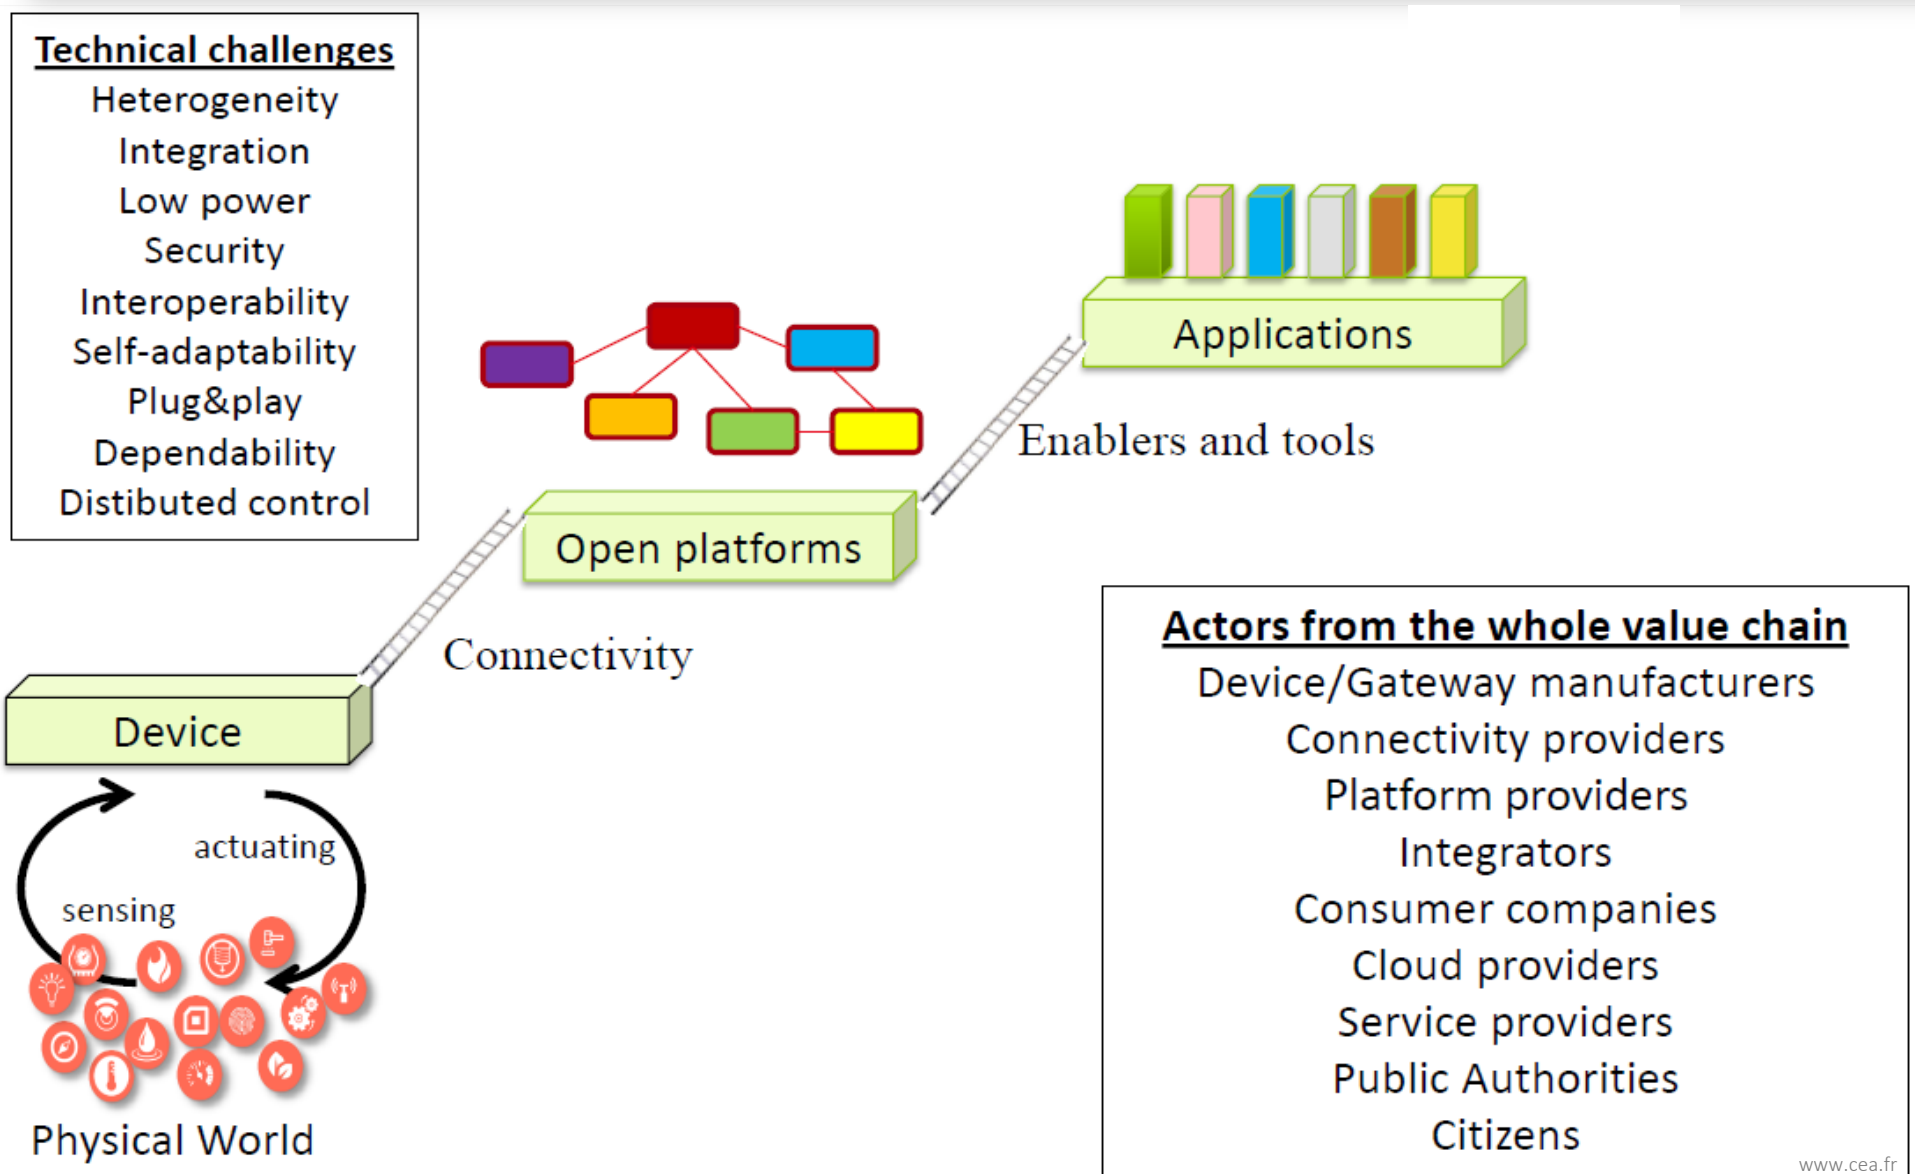 Technical challenges
Heterogeneity
Integration
Low power
Security
Interoperability
Self-adaptability
Plug&play
Dependability
Distibuted control
Applications
Enablers and tools
Open platforms
Connectivity
Device
actuating
sensing
Physical World
Actors from the whole value chain
Device/Gateway manufacturers
Connectivity providers
Platform providers
Integrators
Consumer companies
Cloud providers
Service providers
Public Authorities
Citizens
www.cea.fr